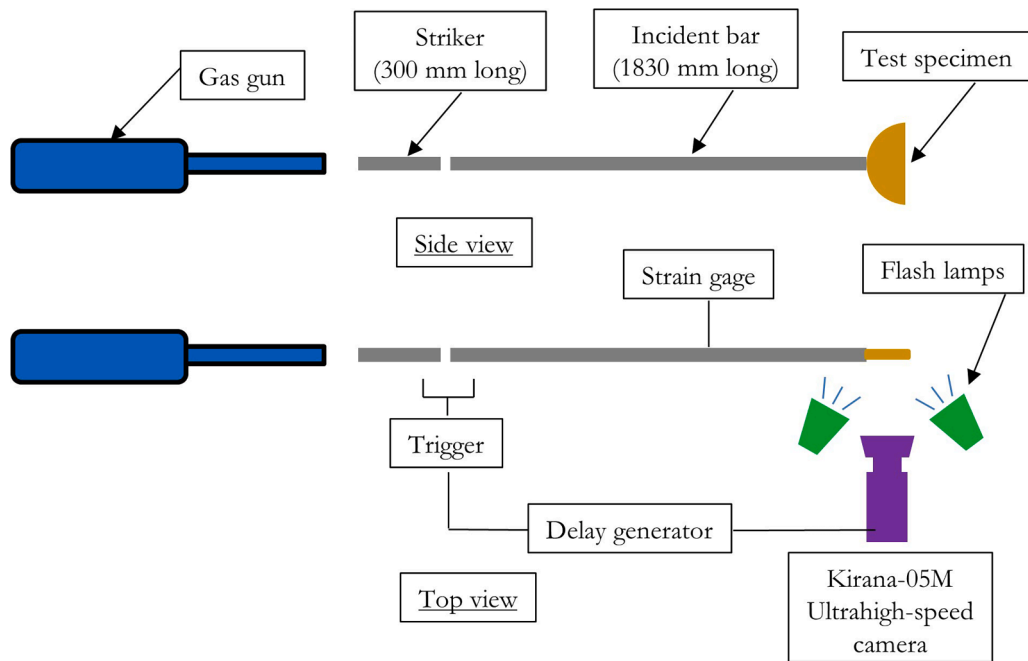 Gas gun
Striker
(300 mm long)
Incident bar
(1830 mm long)
Test specimen
Side view
Strain gage
Flash lamps
Trigger
Delay generator
Top view
Kirana-05M
Ultrahigh-speed
camera